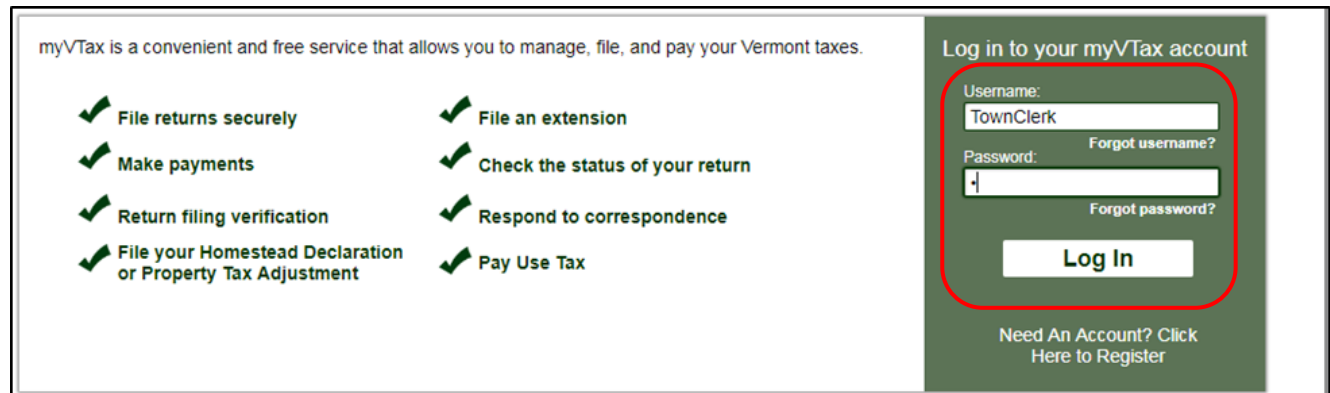 myVTax is a convenient and free service that allows you to manage, file, and pay your Vermont taxes.
File returns securely
File an extension
Make payments
Check the status of your return
Return filing verification
Respond to correspondence
File your Homestead Declaration
or Property Tax Adjustment
Pay Use Tax
Log in to your myVTax account
Username:
TownClerk
Forgot username?
Password:
•
Forgot password?
Log In
Need An Account? Click
Here to Register